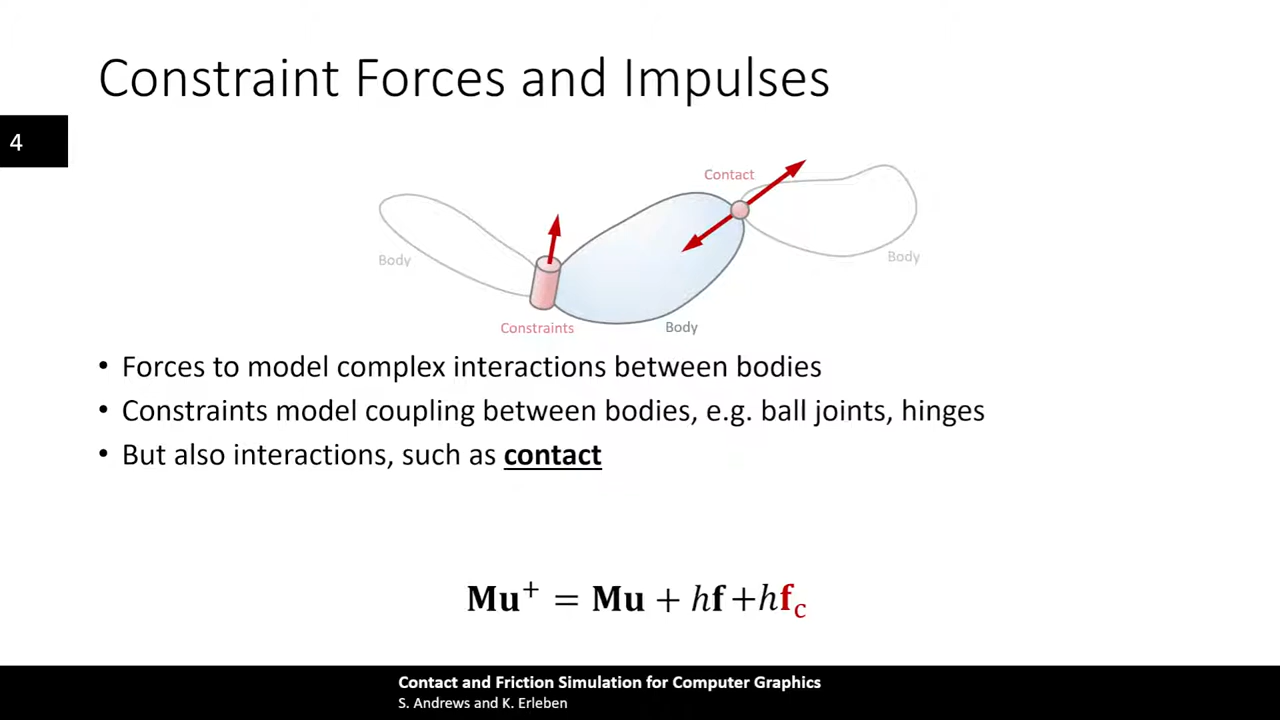 Constraint Forces and Impulses
4
Contact
Body
Body
Constraints
Body
• Forces to model complex interactions between bodies
• Constraints model coupling between bodies, e.g. ball joints, hinges
• But also interactions, such as contact
Mu⁺ = Mu + hf +hf_c
Contact and Friction Simulation for Computer Graphics
S. Andrews and K. Erleben